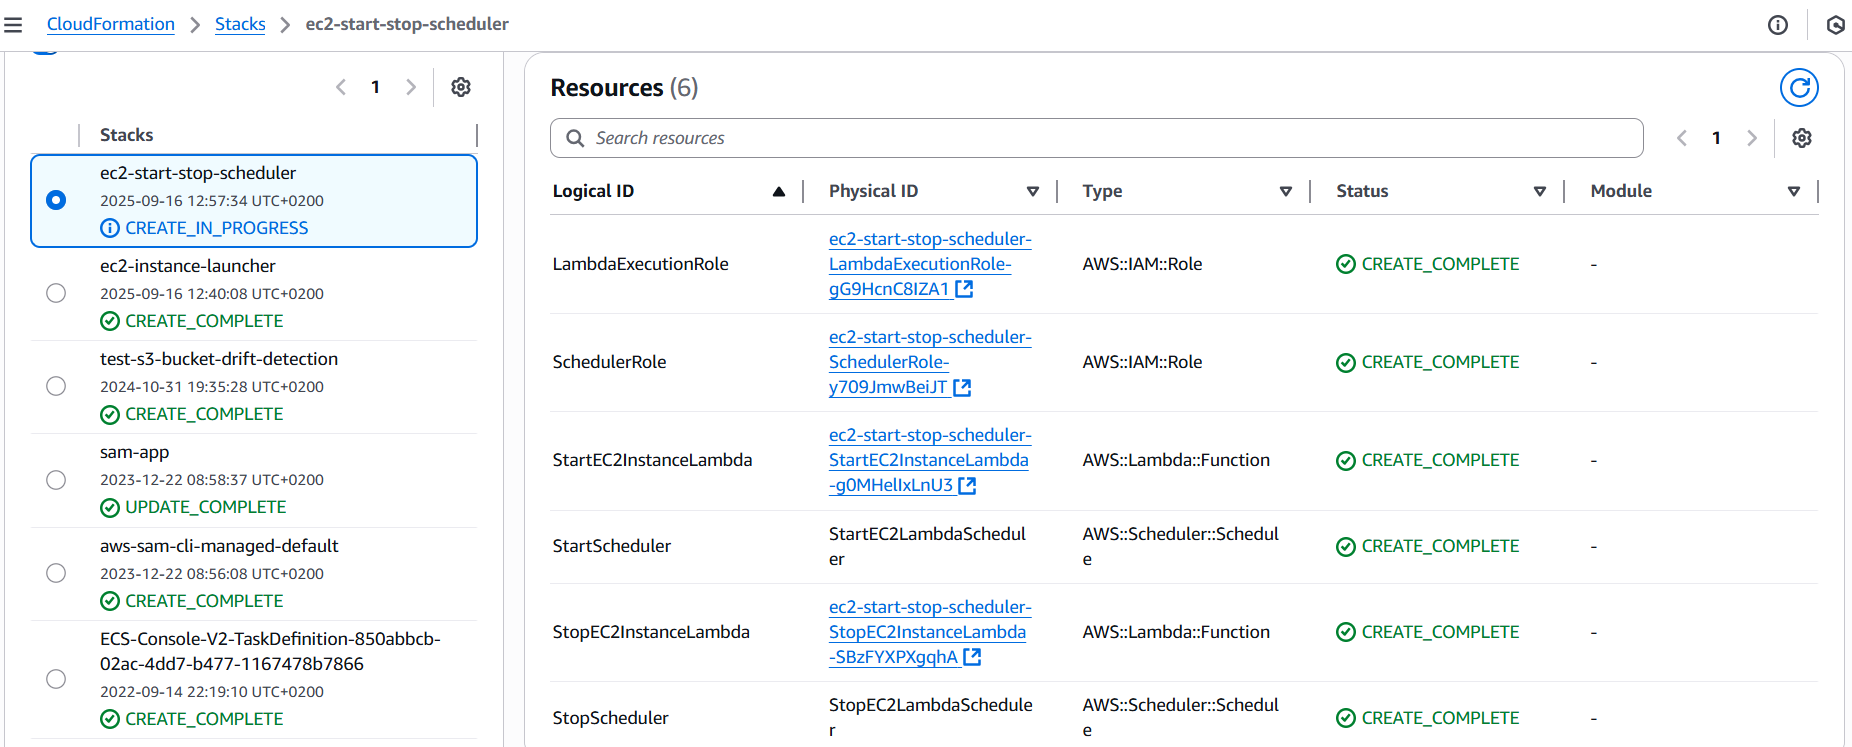 CloudFormation > Stacks > ec2-start-stop-scheduler
1
Stacks
ec2-start-stop-scheduler
2025-09-16 12:57:34 UTC+0200
CREATE_IN_PROGRESS
ec2-instance-launcher
2025-09-16 12:40:08 UTC+0200
CREATE_COMPLETE
test-s3-bucket-drift-detection
2024-10-31 19:35:28 UTC+0200
CREATE_COMPLETE
sam-app
2023-12-22 08:58:37 UTC+0200
UPDATE_COMPLETE
aws-sam-cli-managed-default
2023-12-22 08:56:08 UTC+0200
CREATE_COMPLETE
ECS-Console-V2-TaskDefinition-850abbcb-
02ac-4dd7-b477-1167478b7866
2022-09-14 22:19:10 UTC+0200
CREATE_COMPLETE
Resources (6)
Search resources
1
Logical ID Physical ID Type Status Module
ec2-start-stop-scheduler-
LambdaExecutionRole LambdaExecutionRole- AWS::IAM::Role CREATE_COMPLETE -
gG9HcnC8IZA1
ec2-start-stop-scheduler-
SchedulerRole SchedulerRole- AWS::IAM::Role CREATE_COMPLETE -
y709JmwBeiJT
ec2-start-stop-scheduler-
StartEC2InstanceLambda StartEC2InstanceLambda AWS::Lambda::Function CREATE_COMPLETE -
-g0MHelIxLnU3
StartEC2LambdaSchedul AWS::Scheduler::Schedul
StartScheduler CREATE_COMPLETE -
er e
ec2-start-stop-scheduler-
StopEC2InstanceLambda StopEC2InstanceLambda AWS::Lambda::Function CREATE_COMPLETE -
-SBzFYXPXgqhA
StopEC2LambdaSchedule AWS::Scheduler::Schedul
StopScheduler CREATE_COMPLETE -
r e